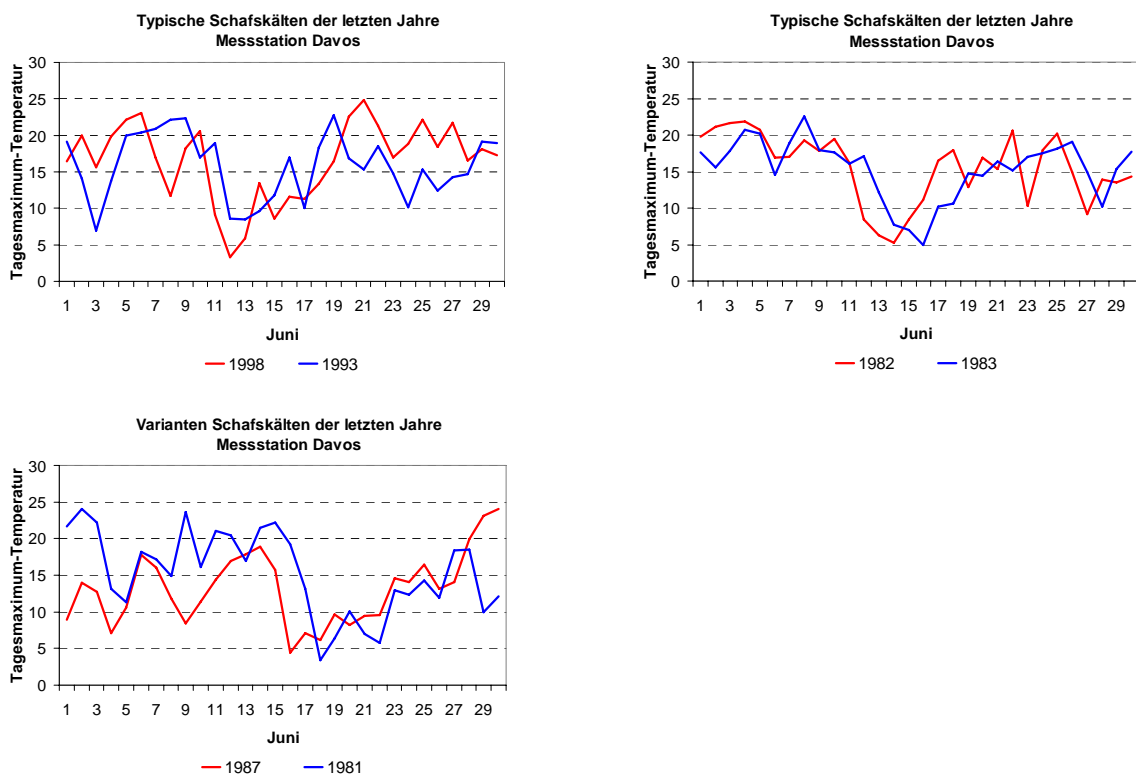 Typische Schafskälten der letzten Jahre
Messstation Davos
Tagesmaximum-Temperatur
30
25
20
15
10
5
0
1 3 5 7 9 11 13 15 17 19 21 23 25 27 29
Juni
1998 1993
Typische Schafskälten der letzten Jahre
Messstation Davos
Tagesmaximum-Temperatur
30
25
20
15
10
5
0
1 3 5 7 9 11 13 15 17 19 21 23 25 27 29
Juni
1982 1983
Varianten Schafskälten der letzten Jahre
Messstation Davos
Tagesmaximum-Temperatur
30
25
20
15
10
5
0
1 3 5 7 9 11 13 15 17 19 21 23 25 27 29
Juni
1987 1981